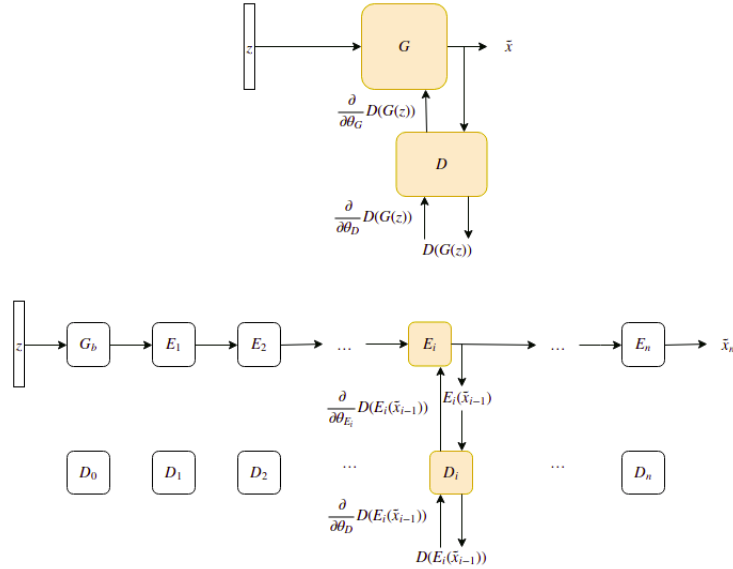 z G x̃
∂/∂θ_G D(G(z))
D
∂/∂θ_D D(G(z))
D(G(z))
z G_b E_1 E_2 ... E_i ... E_n x̃_n
∂/∂θ_{E_i} D(E_i(x̃_{i−1})) E_i(x̃_{i−1})
D_0 D_1 D_2 ... D_i ... D_n
∂/∂θ_D D(E_i(x̃_{i−1}))
D(E_i(x̃_{i−1}))